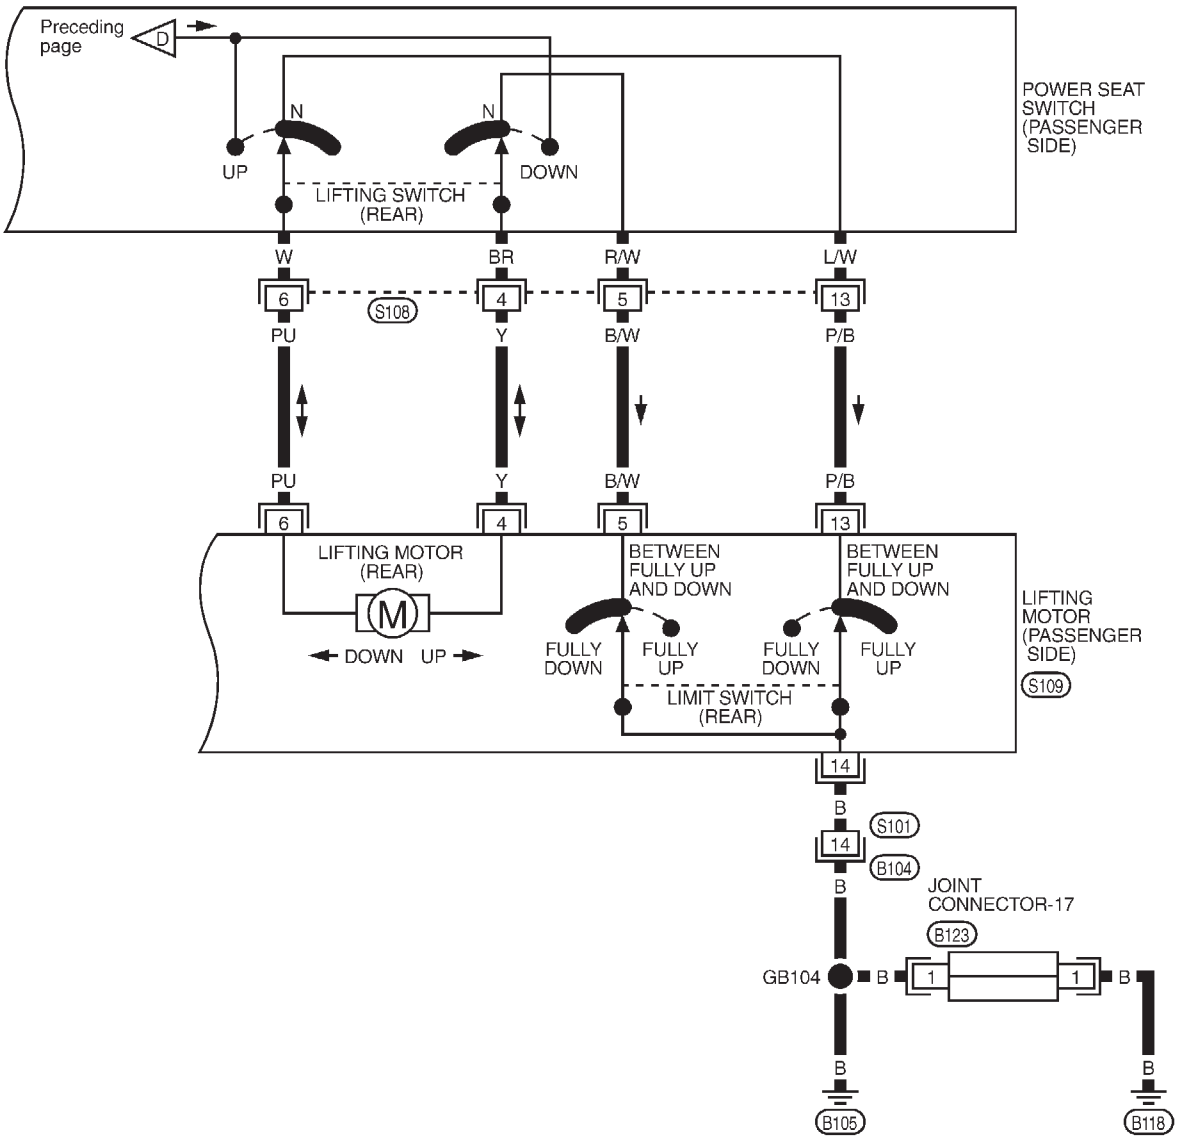 Preceding
page
D
N
N
UP
DOWN
LIFTING SWITCH
(REAR)
POWER SEAT
SWITCH
(PASSENGER
SIDE)
W
BR
R/W
L/W
6
4
5
13
S108
PU
Y
B/W
P/B
PU
Y
B/W
P/B
6
4
5
13
LIFTING MOTOR
(REAR)
M
DOWN UP
BETWEEN
FULLY UP
AND DOWN
BETWEEN
FULLY UP
AND DOWN
FULLY
DOWN
FULLY
UP
FULLY
DOWN
FULLY
UP
LIMIT SWITCH
(REAR)
LIFTING
MOTOR
(PASSENGER
SIDE)
S109
14
B
S101
14
B104
B
JOINT
CONNECTOR-17
B123
GB104
B
1
1
B
B
B
B105
B118